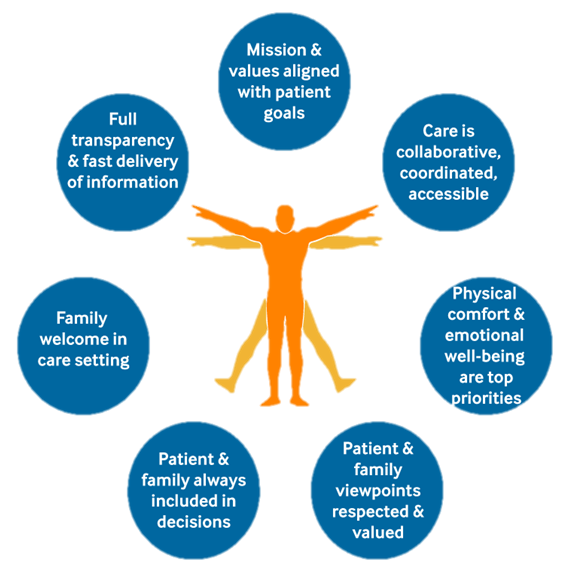 Mission &
values aligned
with patient
goals
Care is
collaborative,
coordinated,
accessible
Physical
comfort &
emotional
well-being
are top
priorities
Patient &
family
viewpoints
respected &
valued
Patient &
family always
included in
decisions
Family
welcome in
care setting
Full
transparency
& fast delivery
of information